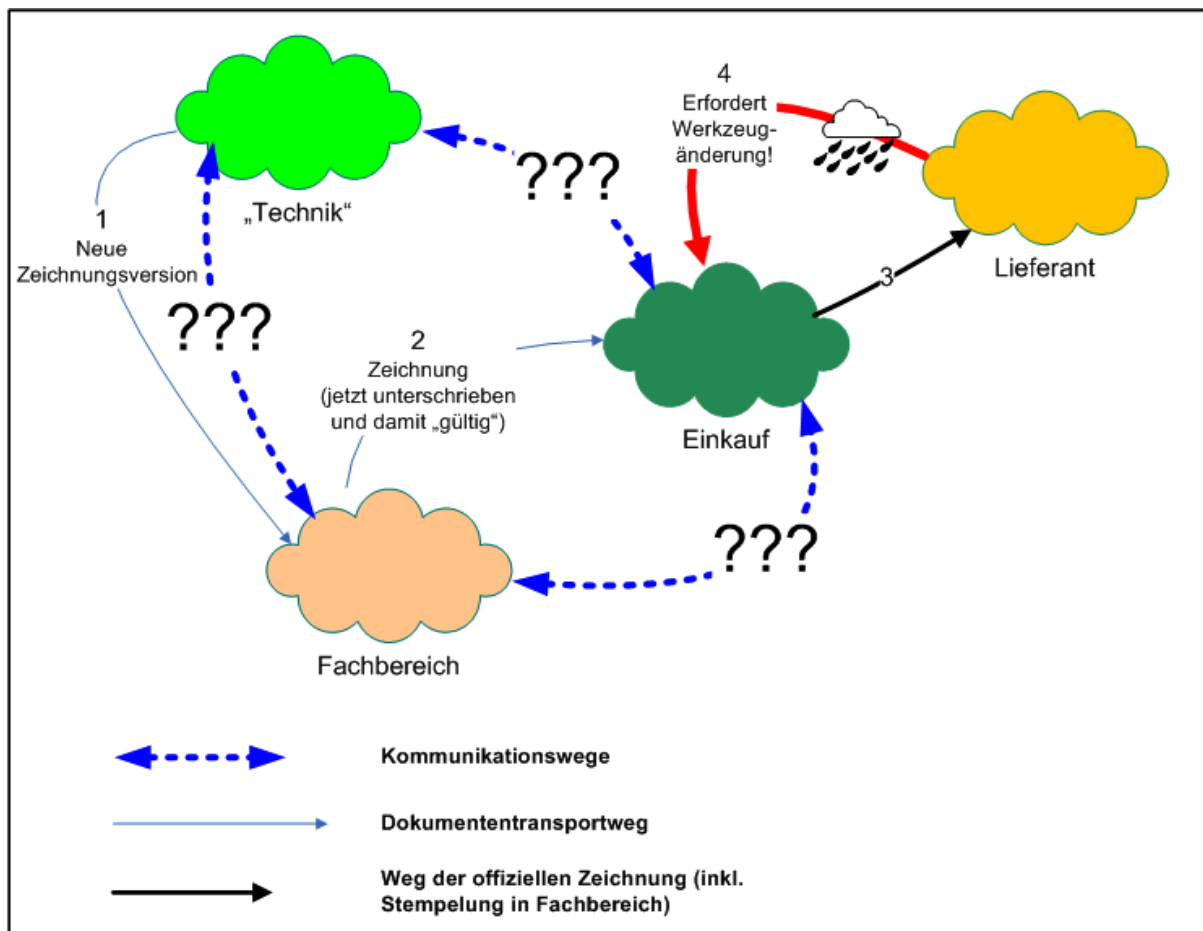 4
Erfordert
Werkzeug-
änderung!
???
„Technik“
1
Neue
Zeichnungsversion
3
Lieferant
???
2
Zeichnung
(jetzt unterschrieben
und damit „gültig“)
Einkauf
???
Fachbereich
Kommunikationswege
Dokumententransportweg
Weg der offiziellen Zeichnung (inkl.
Stempelung in Fachbereich)